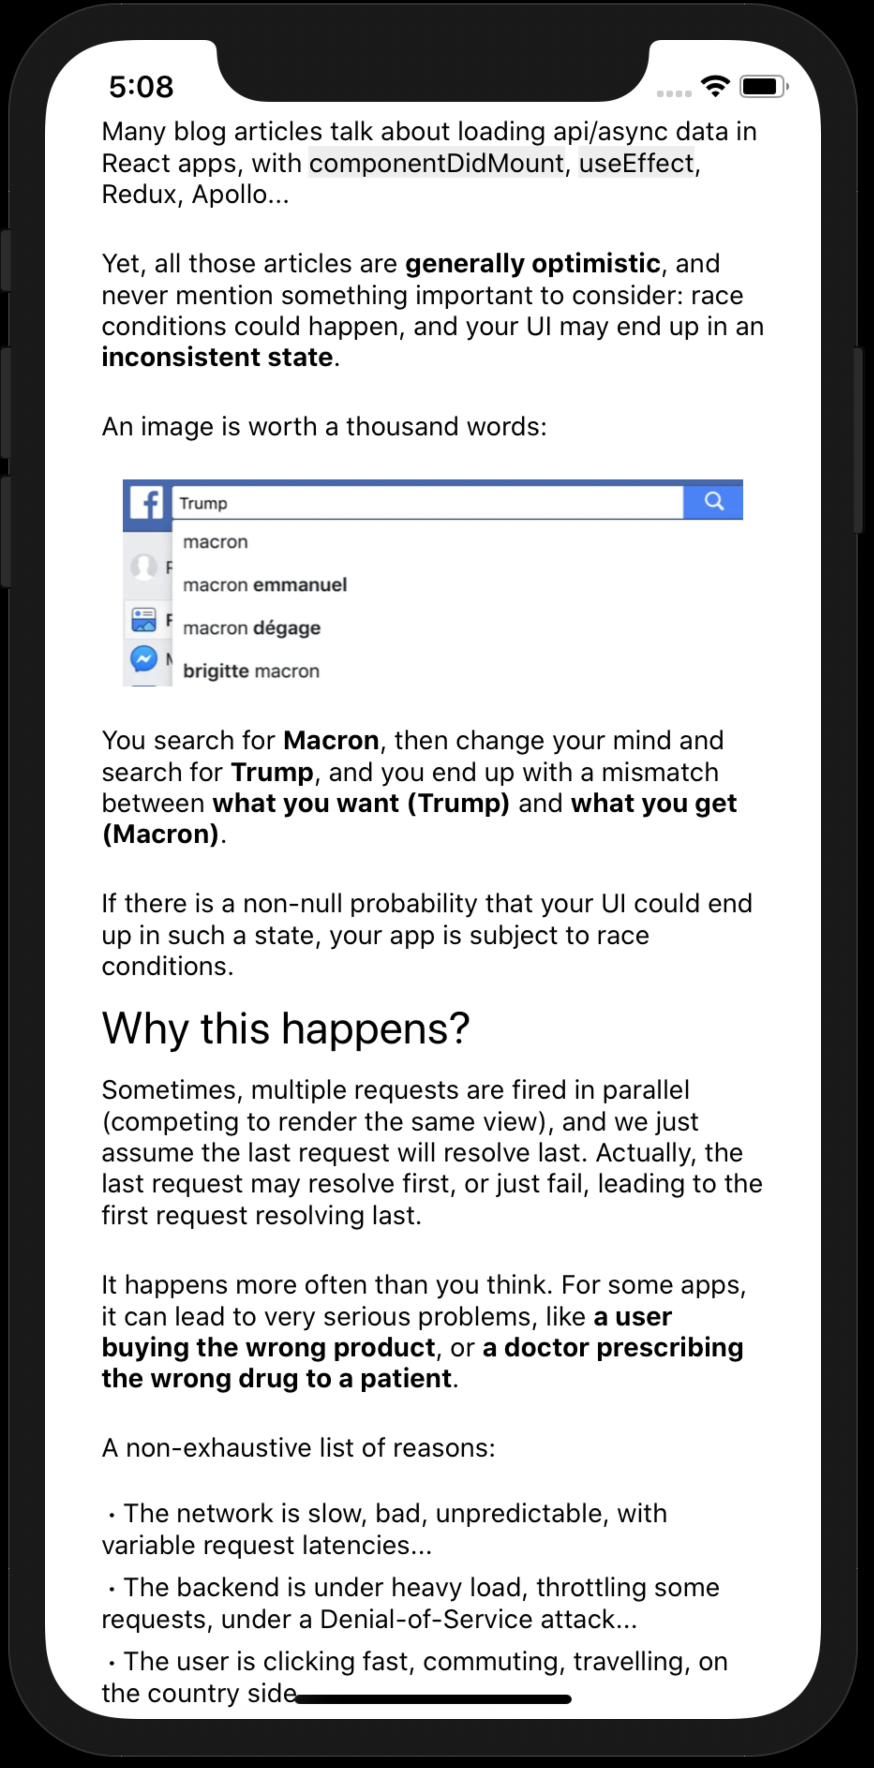 5:08
Many blog articles talk about loading api/async data in
React apps, with componentDidMount, useEffect,
Redux, Apollo...
Yet, all those articles are generally optimistic, and
never mention something important to consider: race
conditions could happen, and your UI may end up in an
inconsistent state.
An image is worth a thousand words:
Trump
macron
macron emmanuel
macron dégage
brigitte macron
You search for Macron, then change your mind and
search for Trump, and you end up with a mismatch
between what you want (Trump) and what you get
(Macron).
If there is a non-null probability that your UI could end
up in such a state, your app is subject to race
conditions.
Why this happens?
Sometimes, multiple requests are fired in parallel
(competing to render the same view), and we just
assume the last request will resolve last. Actually, the
last request may resolve first, or just fail, leading to the
first request resolving last.
It happens more often than you think. For some apps,
it can lead to very serious problems, like a user
buying the wrong product, or a doctor prescribing
the wrong drug to a patient.
A non-exhaustive list of reasons:
• The network is slow, bad, unpredictable, with
variable request latencies...
• The backend is under heavy load, throttling some
requests, under a Denial-of-Service attack...
• The user is clicking fast, commuting, travelling, on
the country side